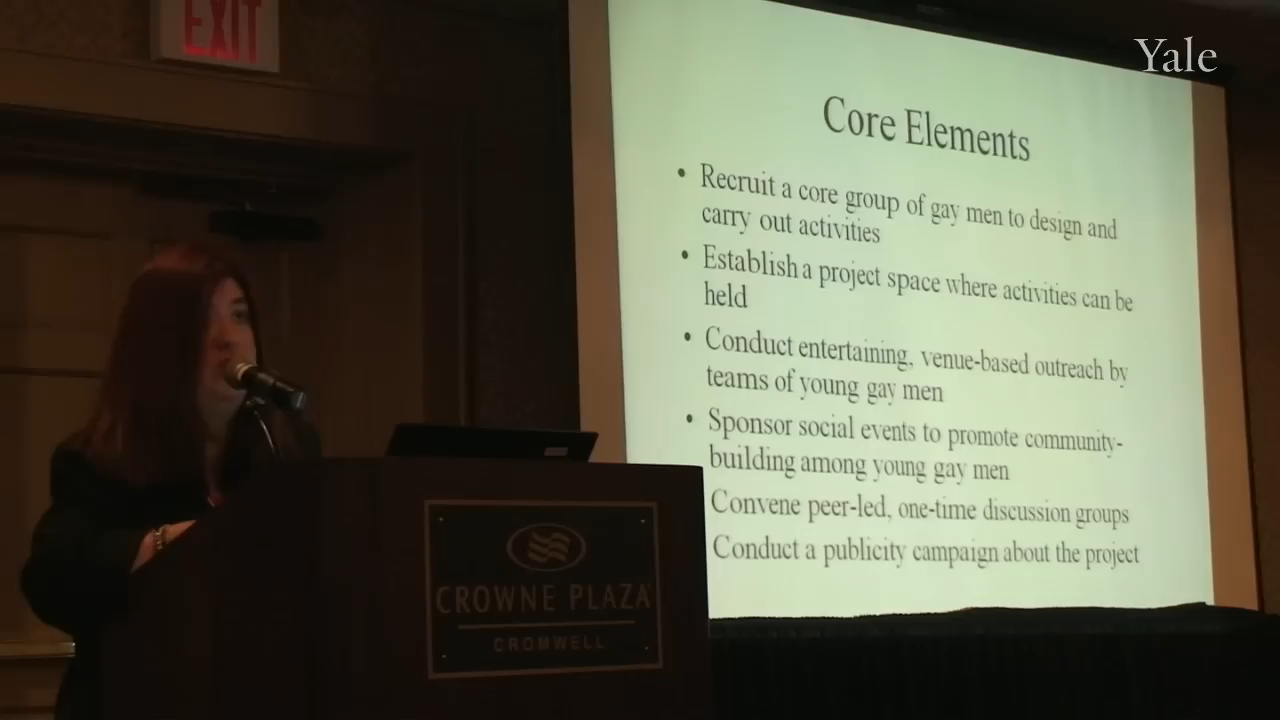 EXIT
Yale
Core Elements
• Recruit a core group of gay men to design and
carry out activities
• Establish a project space where activities can be
held
• Conduct entertaining, venue-based outreach by
teams of young gay men
• Sponsor social events to promote community-
building among young gay men
Convene peer-led, one-time discussion groups
Conduct a publicity campaign about the project
CROWNE PLAZA
CROMWELL